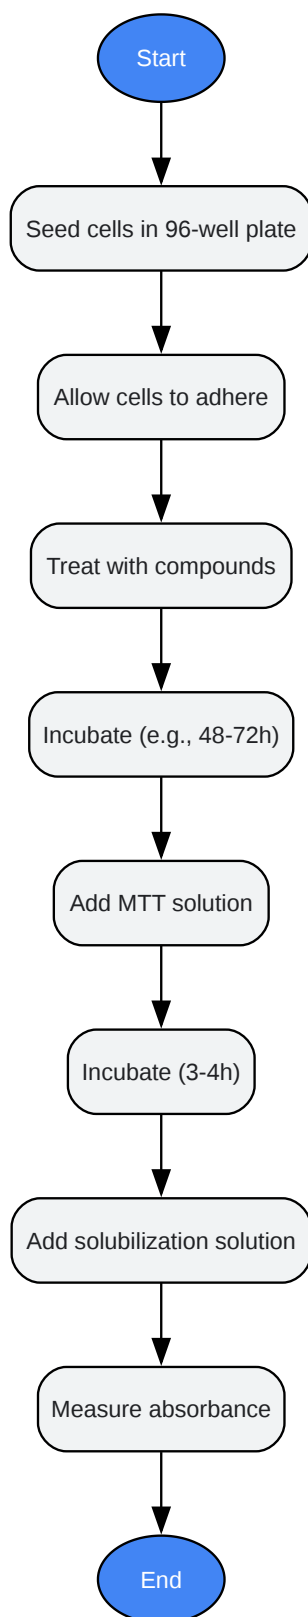 Start
Seed cells in 96-well plate
Allow cells to adhere
Treat with compounds
Incubate (e.g., 48-72h)
Add MTT solution
Incubate (3-4h)
Add solubilization solution
Measure absorbance
End